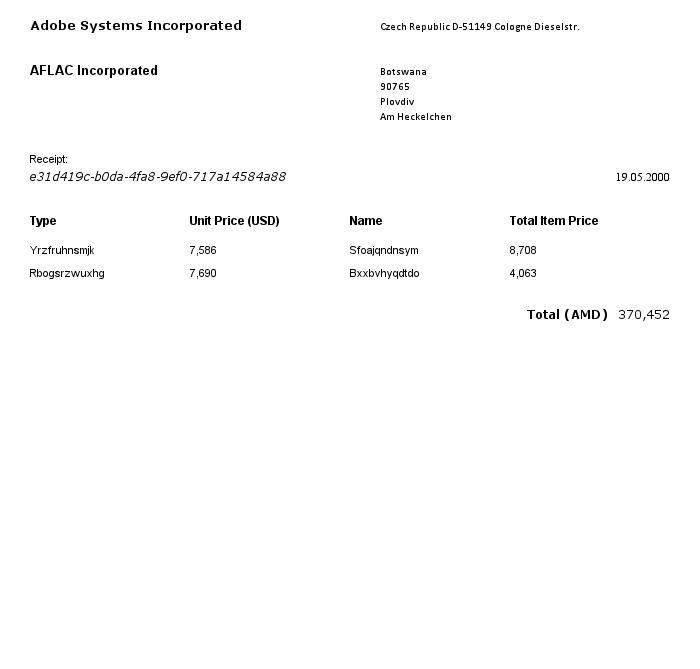 Adobe Systems Incorporated
Czech Republic D-51149 Cologne Dieselstr.
AFLAC Incorporated
Botswana
90765
Plovdiv
Am Heckelchen
Receipt:
e31d419c-b0da-4fa8-9ef0-717a14584a88
19.05.2000
Type Unit Price (USD) Name Total Item Price
Yrzfruhnsmjk 7,586 Sfoajqndnsym 8,708
Rbogsrzwuxhg 7,690 Bxxbvhyqdtdo 4,063
Total (AMD) 370,452